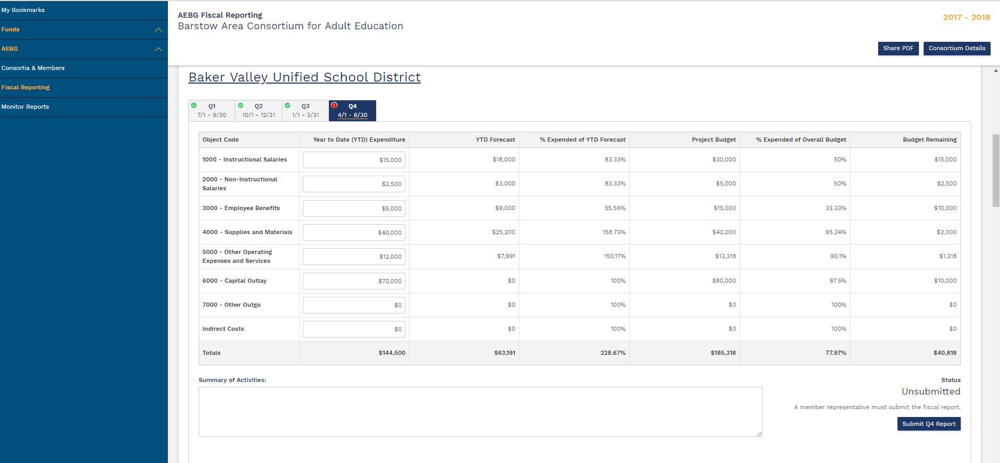 My Bookmarks
Funds
AEBG
Consortia & Members
Fiscal Reporting
Monitor Reports
AEBG Fiscal Reporting
Barstow Area Consortium for Adult Education
2017 - 2018
Share PDF
Consortium Details
Baker Valley Unified School District
Q1
7/1 - 9/30
Q2
10/1 - 12/31
Q3
1/1 - 3/31
Q4
4/1 - 6/30
Object Code Year to Date (YTD) Expenditure YTD Forecast % Expended of YTD Forecast Project Budget % Expended of Overall Budget Budget Remaining
1000 - Instructional Salaries $15,000 $18,000 83.33% $30,000 50% $15,000
2000 - Non-Instructional
Salaries $2,500 $3,000 83.33% $5,000 50% $2,500
3000 - Employee Benefits $5,000 $9,000 55.56% $15,000 33.33% $10,000
4000 - Supplies and Materials $40,000 $25,200 158.73% $42,000 95.24% $2,000
5000 - Other Operating
Expenses and Services $12,000 $7,991 150.17% $13,318 90.1% $1,318
6000 - Capital Outlay $70,000 $0 100% $80,000 87.5% $10,000
7000 - Other Outgo $0 $0 100% $0 100% $0
Indirect Costs $0 $0 100% $0 100% $0
Totals $144,500 $63,191 228.67% $185,318 77.97% $40,818
Summary of Activities:
Status
Unsubmitted
A member representative must submit the fiscal report.
Submit Q4 Report